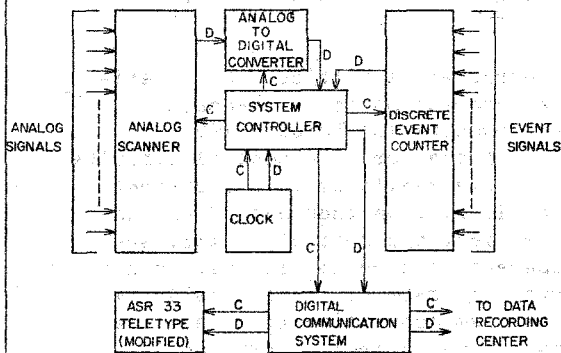 ANALOG
TO
DIGITAL
CONVERTER
D
D
D
C
ANALOG
SIGNALS
ANALOG
SCANNER
C
SYSTEM
CONTROLLER
C
DISCRETE
EVENT
COUNTER
EVENT
SIGNALS
C
D
CLOCK
C
D
ASR 33
TELETYPE
(MODIFIED)
C
D
DIGITAL
COMMUNICATION
SYSTEM
C
D
TO DATA
RECORDING
CENTER